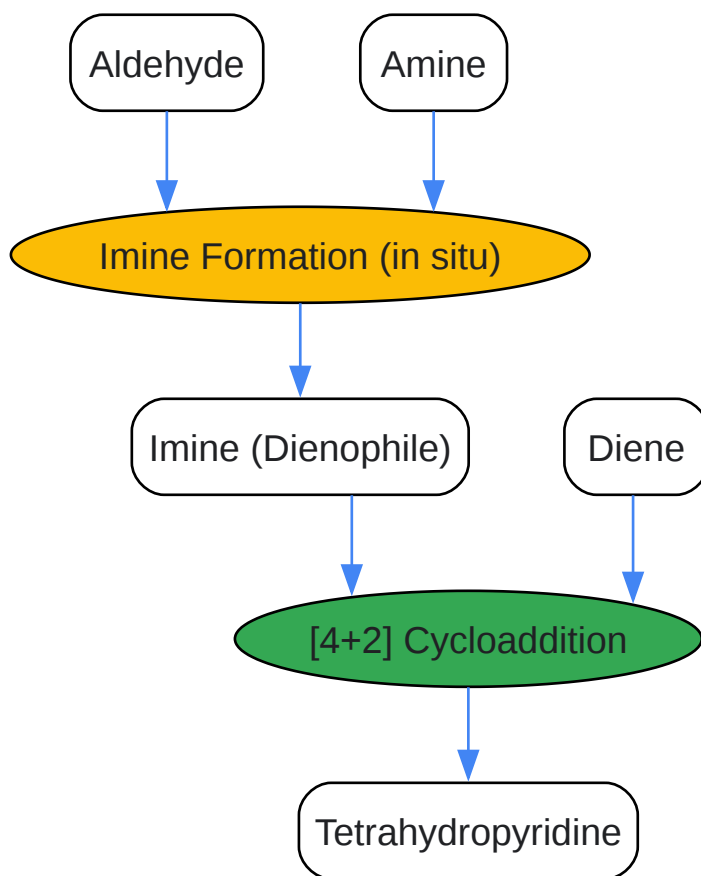 Aldehyde
Amine
Imine Formation (in situ)
Imine (Dienophile)
Diene
[4+2] Cycloaddition
Tetrahydropyridine